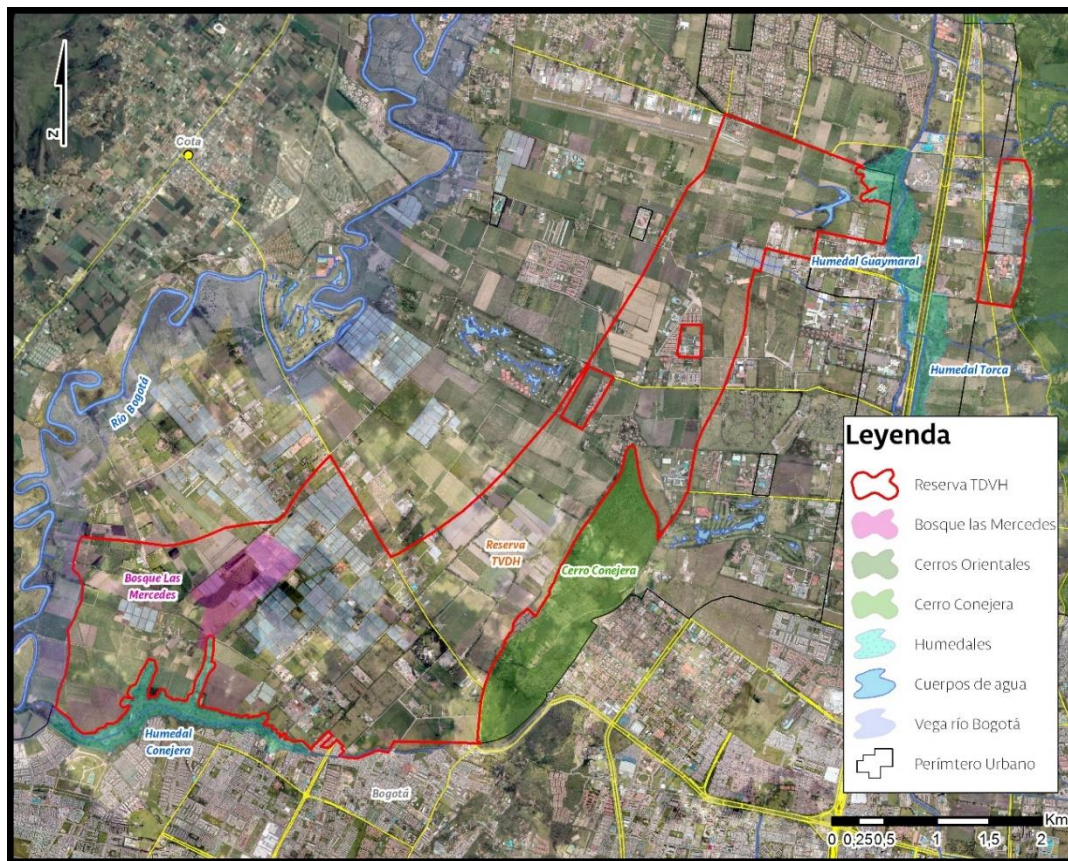 N
Cota
Humedal Guaymaral
Humedal Torca
Río Bogotá
Reserva
TVDH
Cerro Conejera
Bosque Las
Mercedes
Humedal
Conejera
Bogotá
Leyenda
Reserva TDVH
Bosque las Mercedes
Cerros Orientales
Cerro Conejera
Humedales
Cuerpos de agua
Vega río Bogotá
Perímtero Urbano
Km
0 0,25 0,5 1 1,5 2